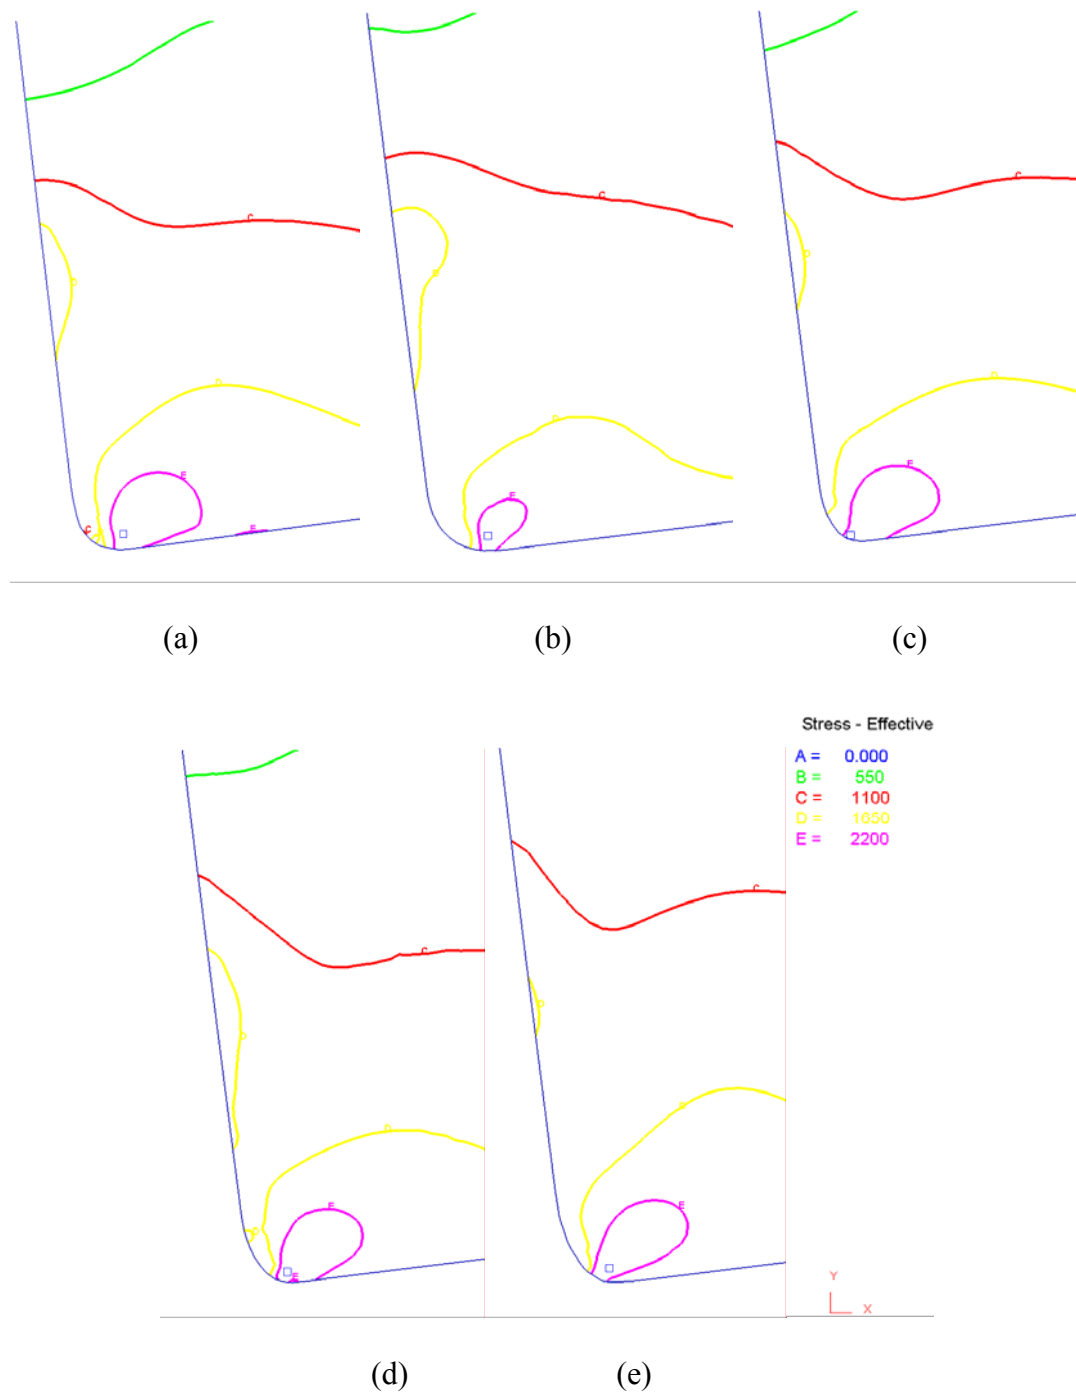 C
D
D
E
C
E
C
D
D
E
C
D
D
E
(a)
(b)
(c)
Stress - Effective
A = 0.000
B = 550
C = 1100
D = 1650
E = 2200
C
D
D
D
E
E
C
D
D
E
Y
X
(d)
(e)